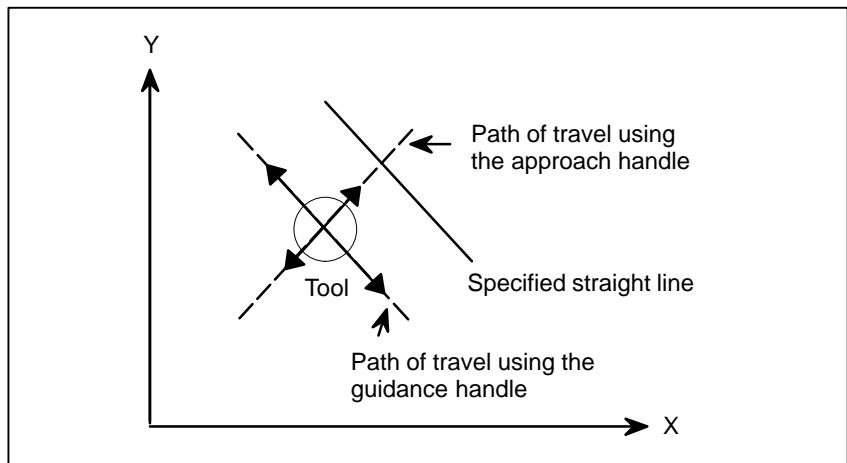 Y
Path of travel using
the approach handle
Tool
Specified straight line
Path of travel using the
guidance handle
X